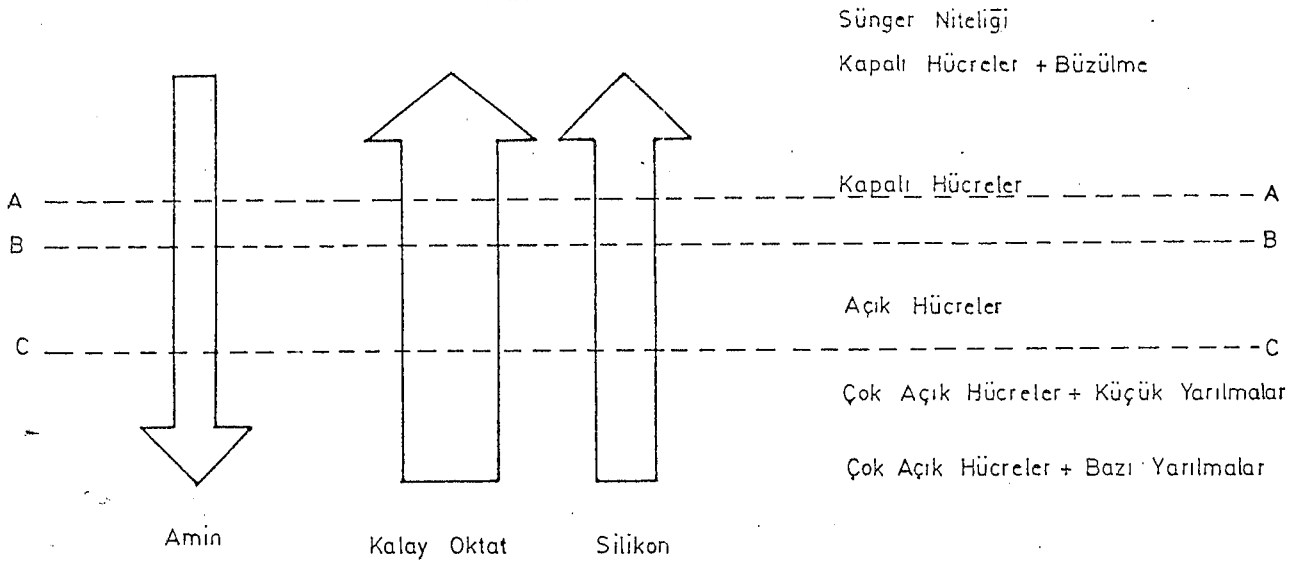 Sünger Niteliği
Kapalı Hücreler + Büzülme
Kapalı Hücreler
A A
B B
Açık Hücreler
C C
Çok Açık Hücreler + Küçük Yarılmalar
Çok Açık Hücreler + Bazı Yarılmalar
Amin Kalay Oktat Silikon